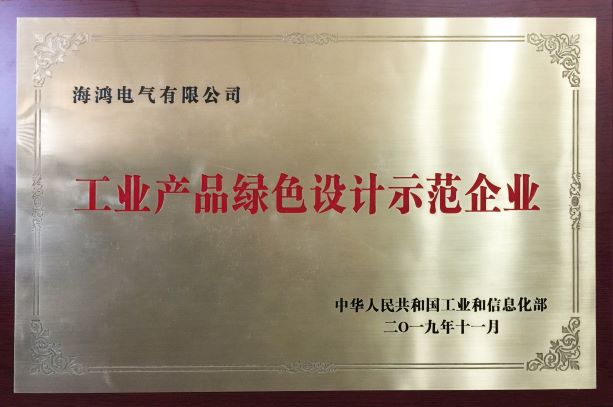 海鸿电气有限公司
工业产品绿色设计示范企业
中华人民共和国工业和信息化部
二〇一九年十一月